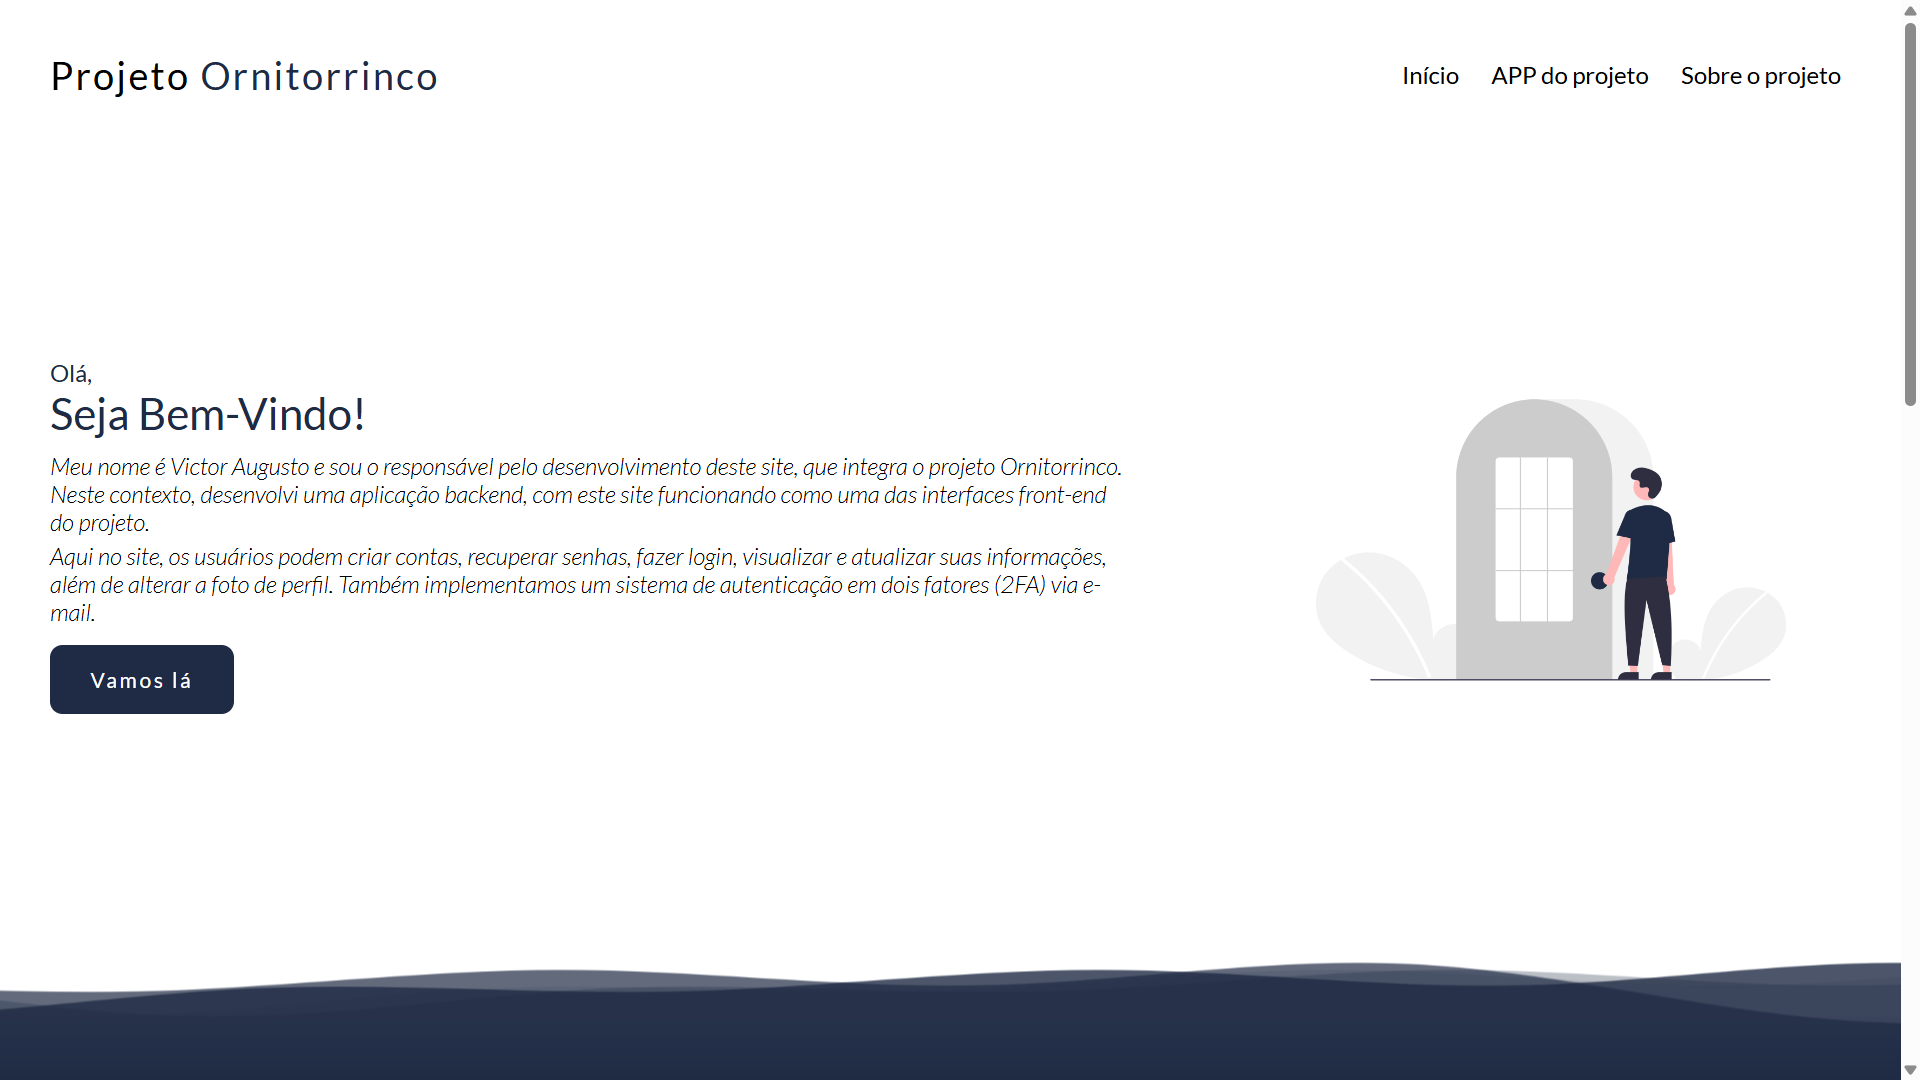 Projeto Ornitorrinco
Início
APP do projeto
Sobre o projeto
Olá,
Seja Bem-Vindo!
Meu nome é Victor Augusto e sou o responsável pelo desenvolvimento deste site, que integra o projeto Ornitorrinco.
Neste contexto, desenvolvi uma aplicação backend, com este site funcionando como uma das interfaces front-end
do projeto.
Aqui no site, os usuários podem criar contas, recuperar senhas, fazer login, visualizar e atualizar suas informações,
além de alterar a foto de perfil. Também implementamos um sistema de autenticação em dois fatores (2FA) via e-
mail.
Vamos lá